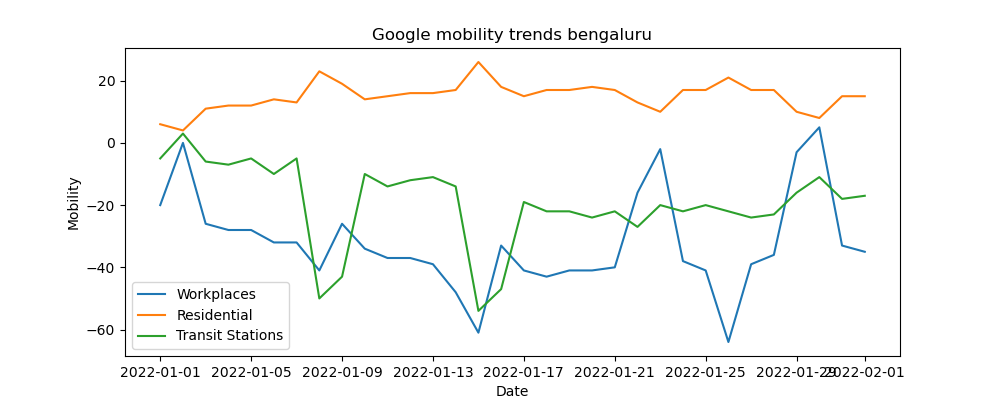 Google mobility trends bengaluru
20
0
−20
−40
−60
Mobility
Workplaces
Residential
Transit Stations
2022-01-01 2022-01-05 2022-01-09 2022-01-13 2022-01-17 2022-01-21 2022-01-25 2022-01-29 2022-02-01
Date